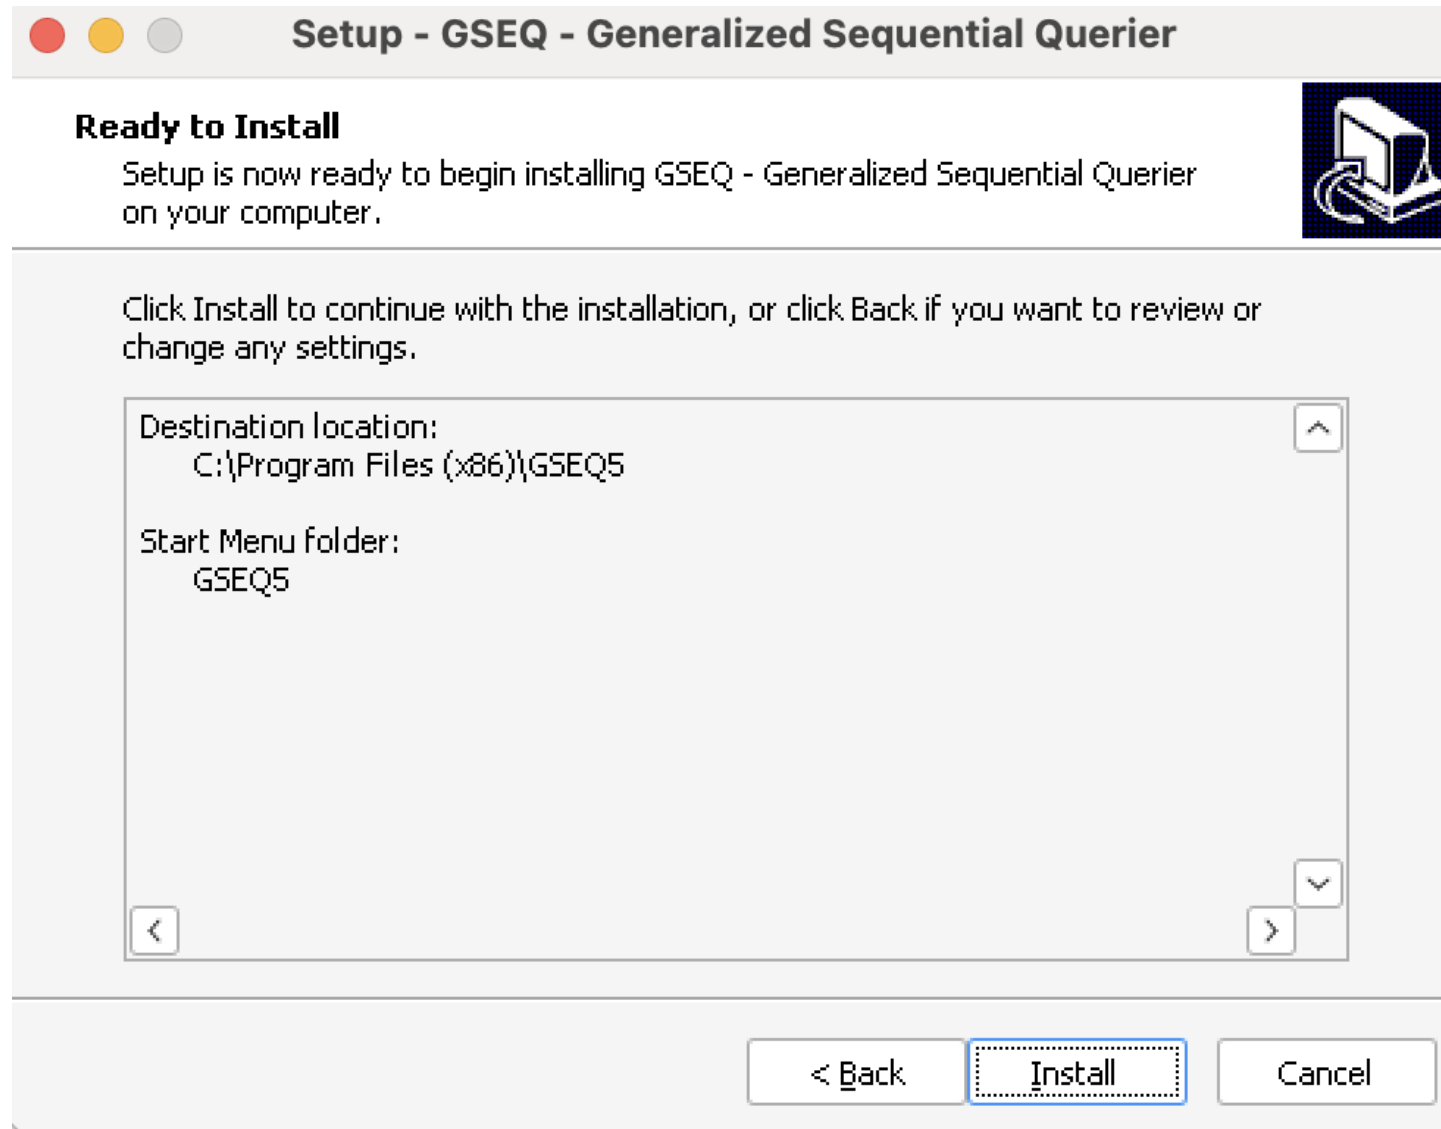 Setup - GSEQ - Generalized Sequential Querier
Ready to Install
Setup is now ready to begin installing GSEQ - Generalized Sequential Querier
on your computer.
Click Install to continue with the installation, or click Back if you want to review or
change any settings.
Destination location:
C:\Program Files (x86)\GSEQ5
Start Menu folder:
GSEQ5
< Back
Install
Cancel